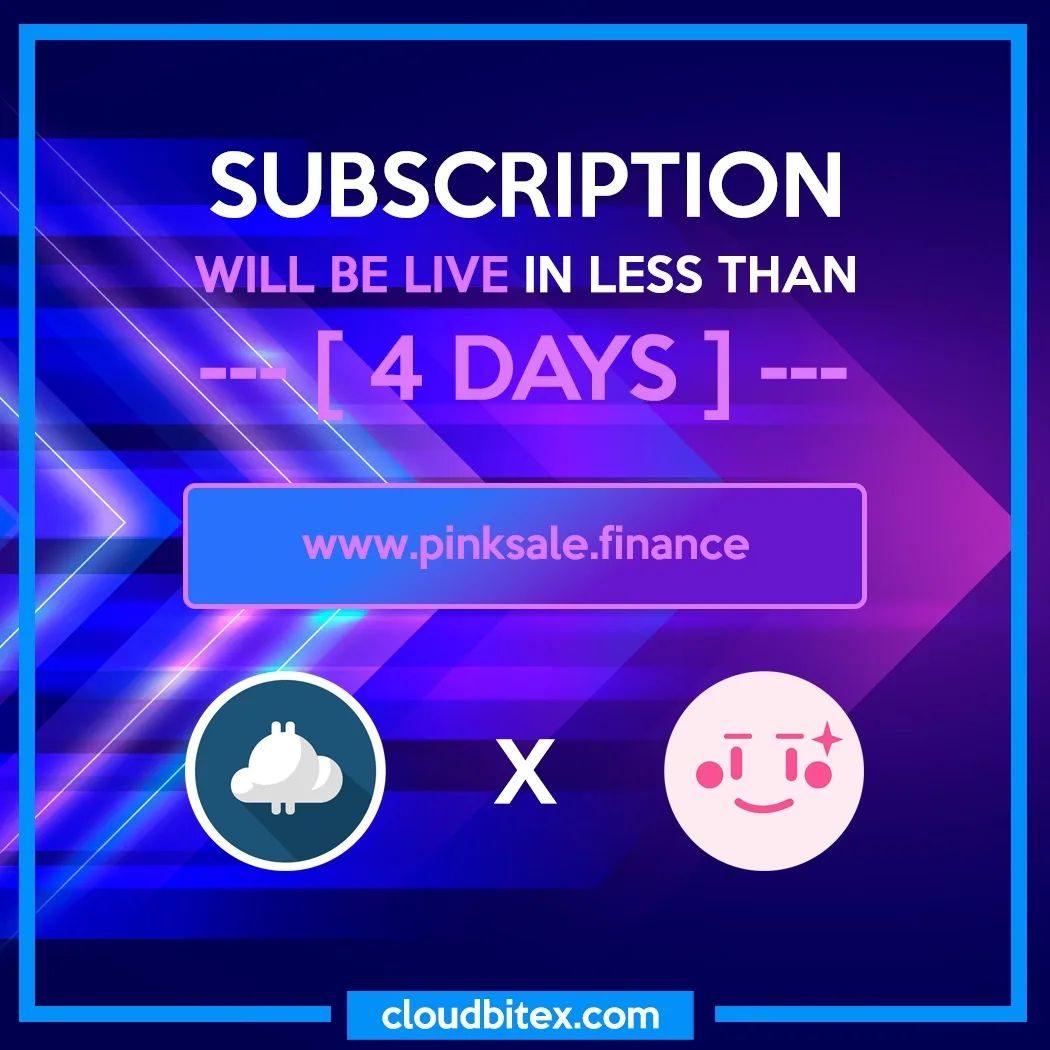 SUBSCRIPTION
WILL BE LIVE IN LESS THAN
--- [ 4 DAYS ] ---
www.pinksale.finance
X
cloudbitex.com